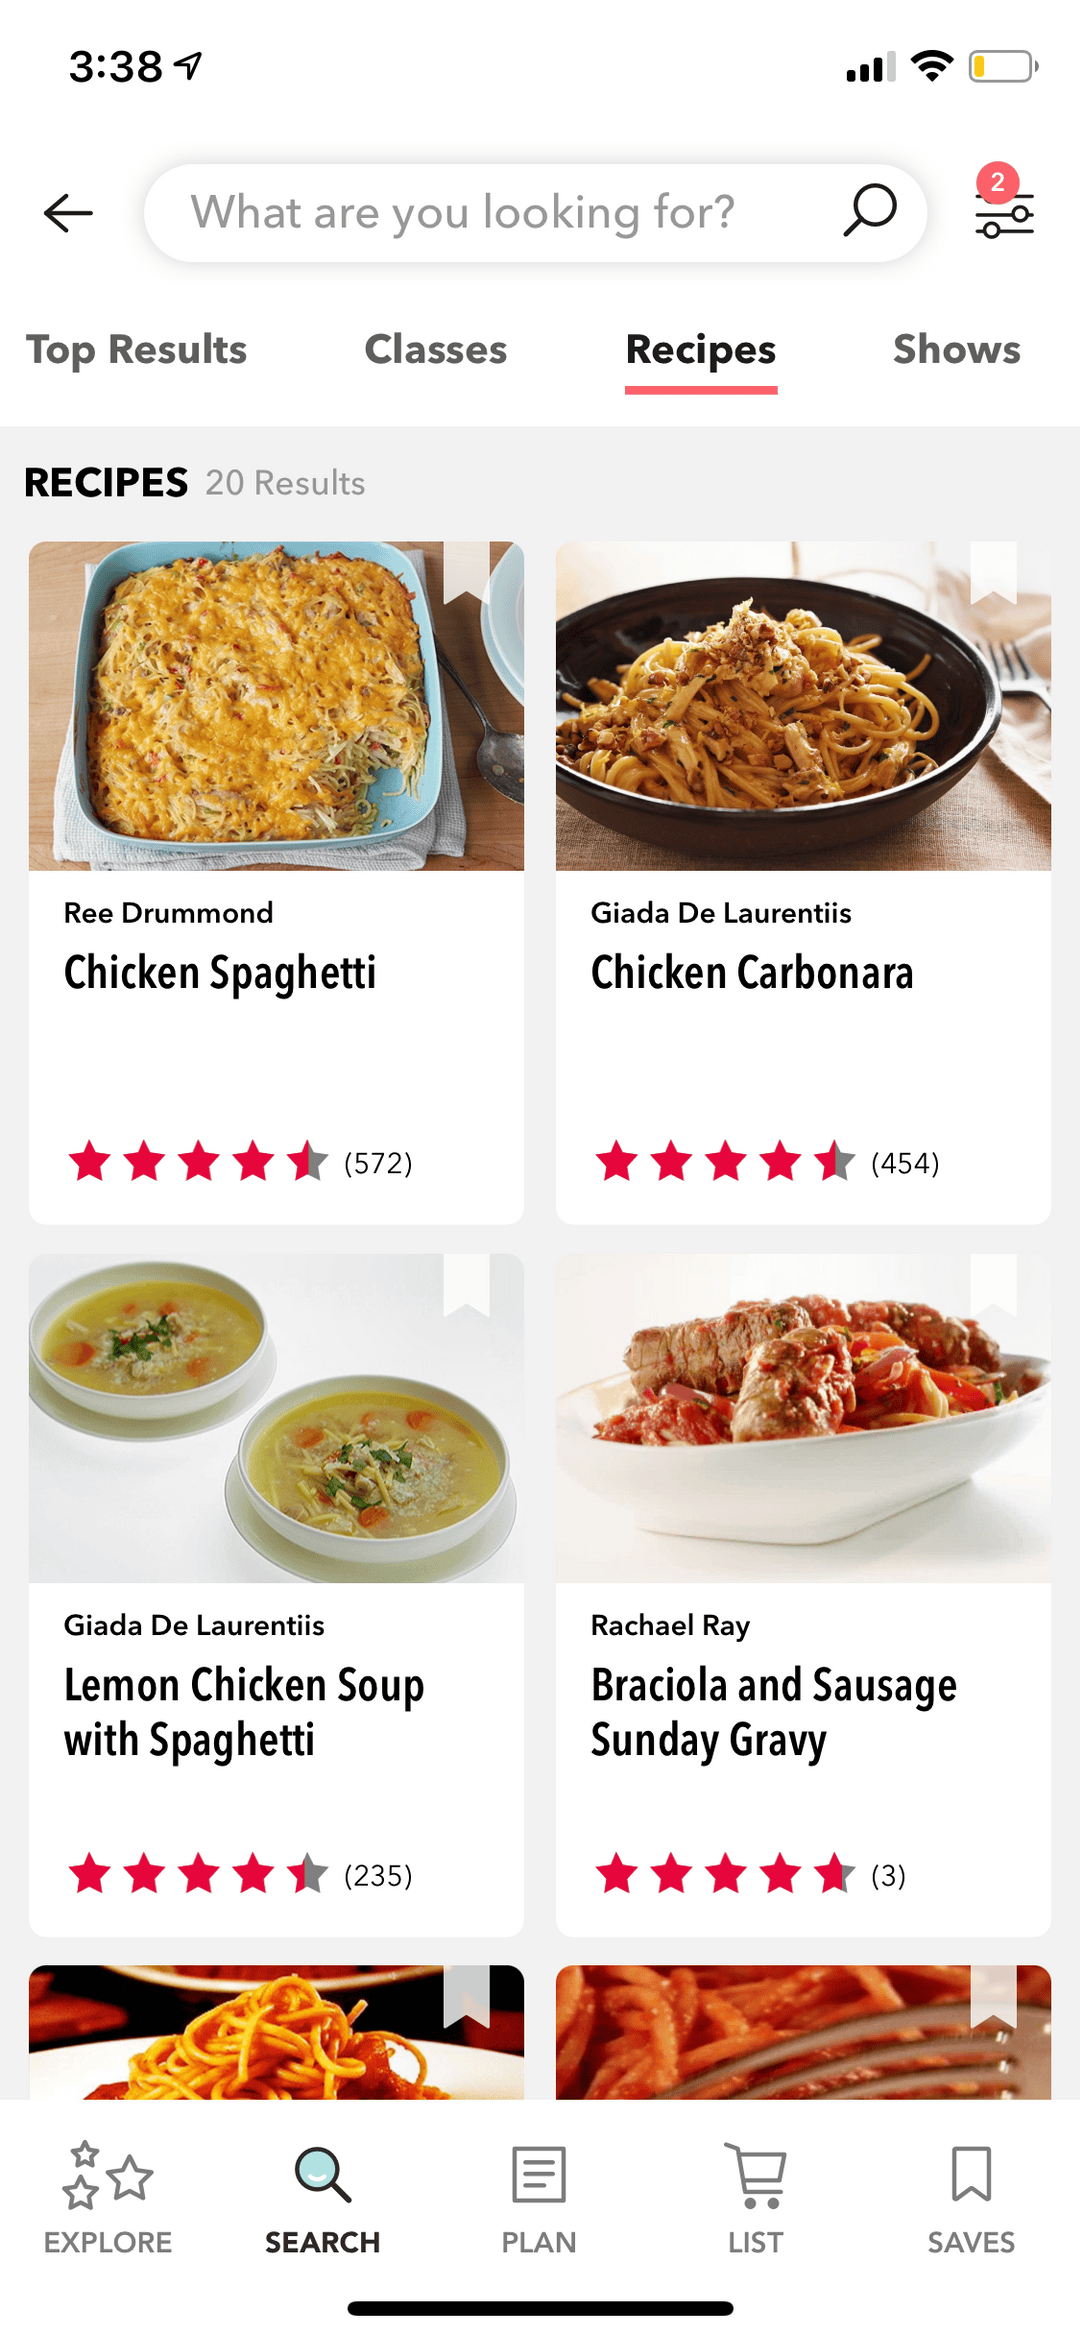 3:38
What are you looking for?
2
Top Results
Classes
Recipes
Shows
RECIPES 20 Results
Ree Drummond
Chicken Spaghetti
(572)
Giada De Laurentiis
Chicken Carbonara
(454)
Giada De Laurentiis
Lemon Chicken Soup
with Spaghetti
(235)
Rachael Ray
Braciola and Sausage
Sunday Gravy
(3)
EXPLORE
SEARCH
PLAN
LIST
SAVES